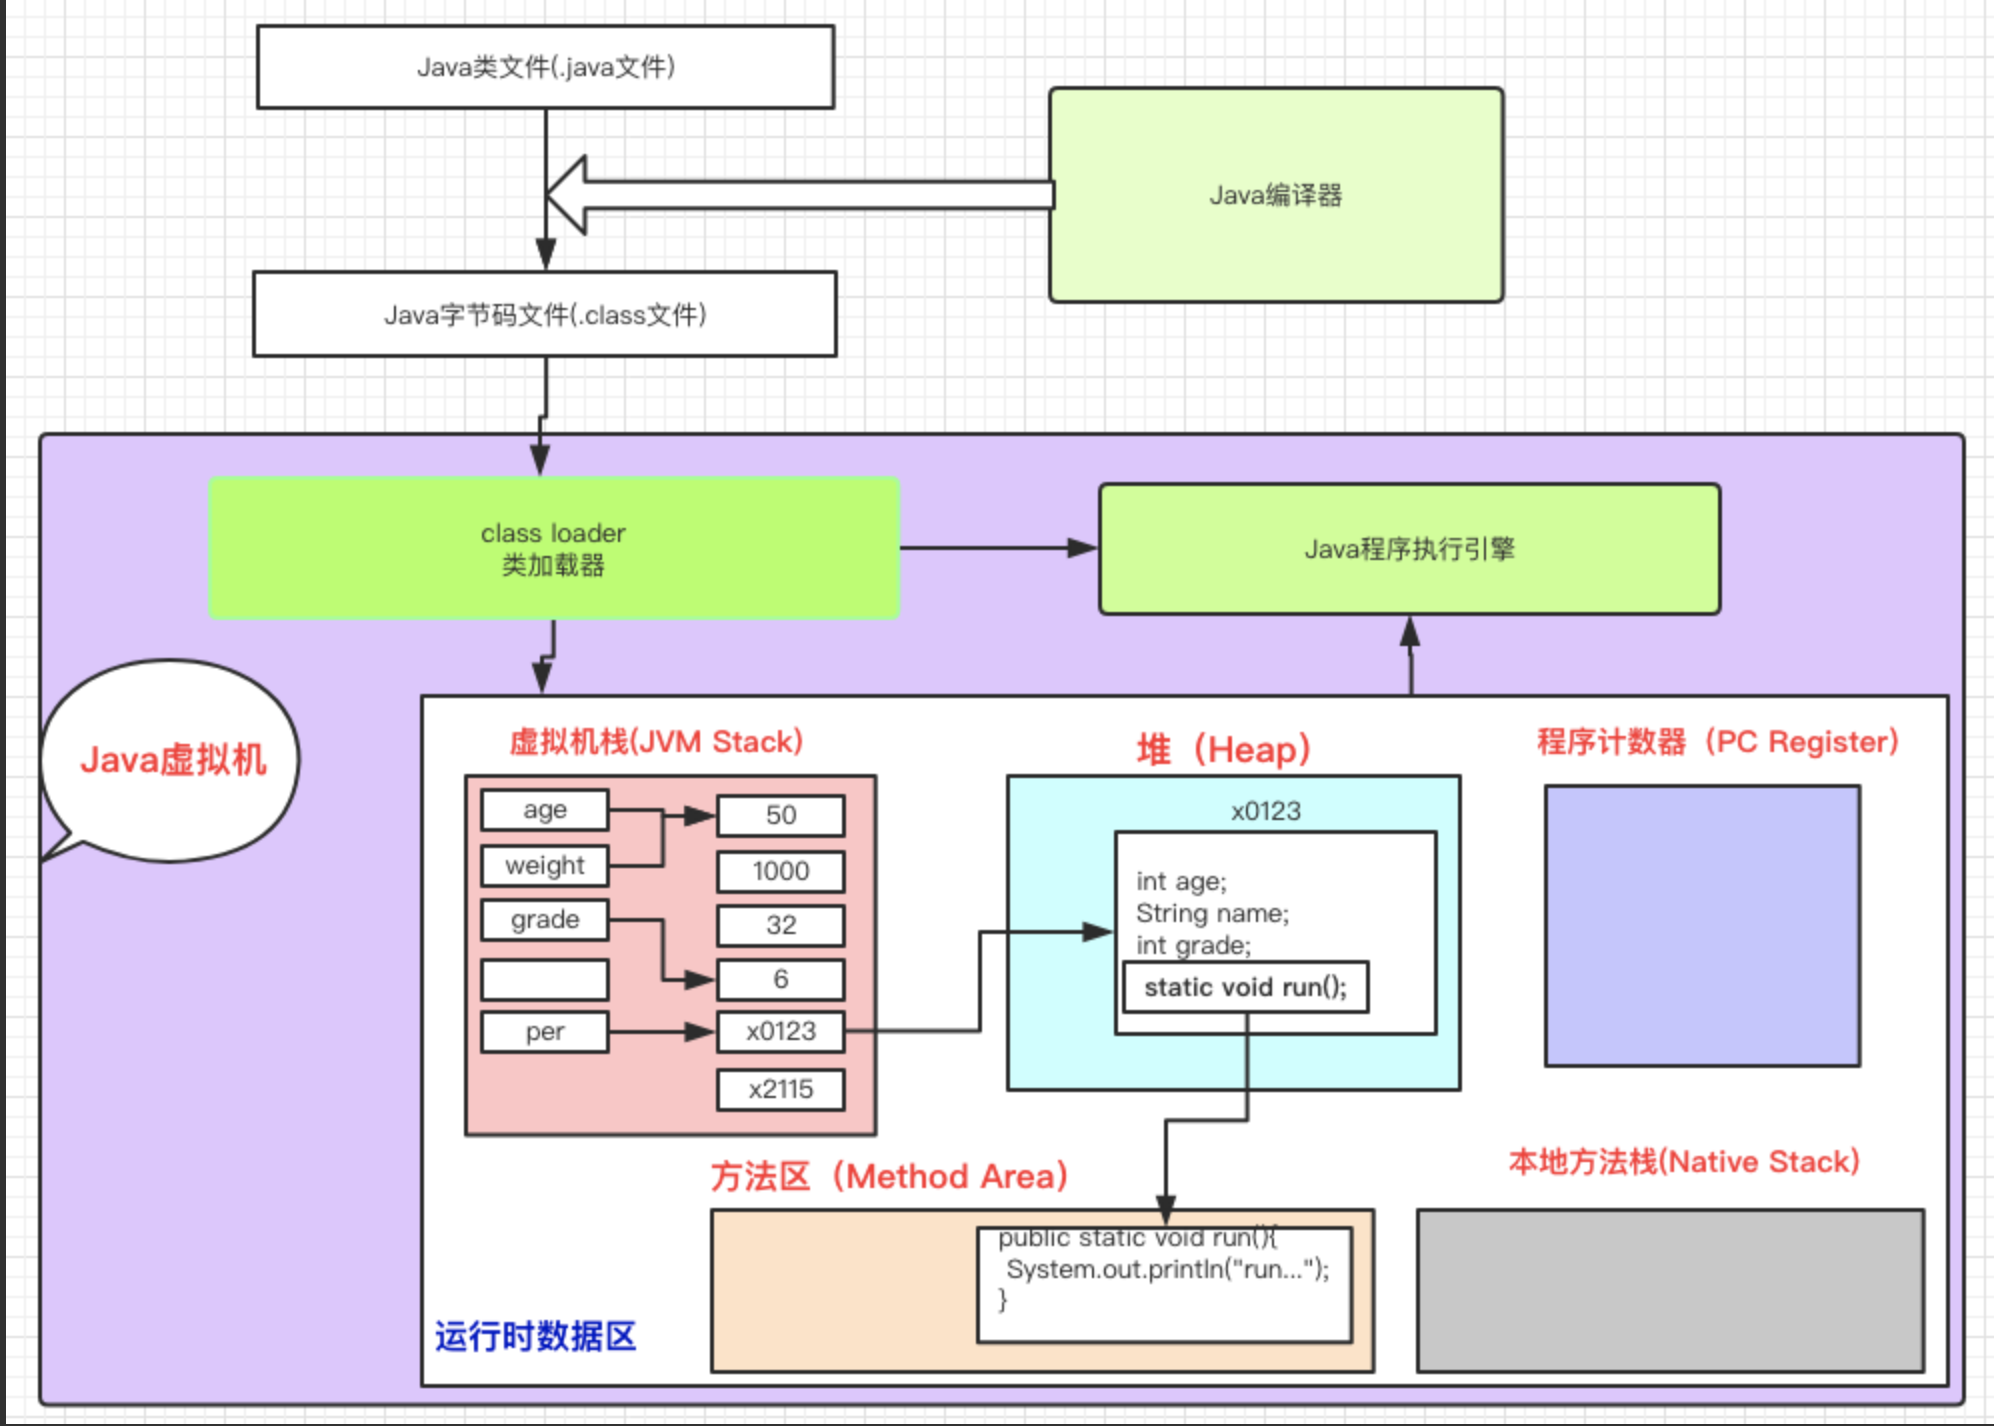 Java类文件(.java文件)
Java编译器
Java字节码文件(.class文件)
class loader
类加载器
Java程序执行引擎
Java虚拟机
虚拟机栈(JVM Stack)
age
weight
grade
per
50
1000
32
6
x0123
x2115
堆（Heap）
x0123
int age;
String name;
int grade;
static void run();
程序计数器（PC Register）
方法区（Method Area）
public static void run(){
System.out.println("run...");
}
本地方法栈(Native Stack)
运行时数据区